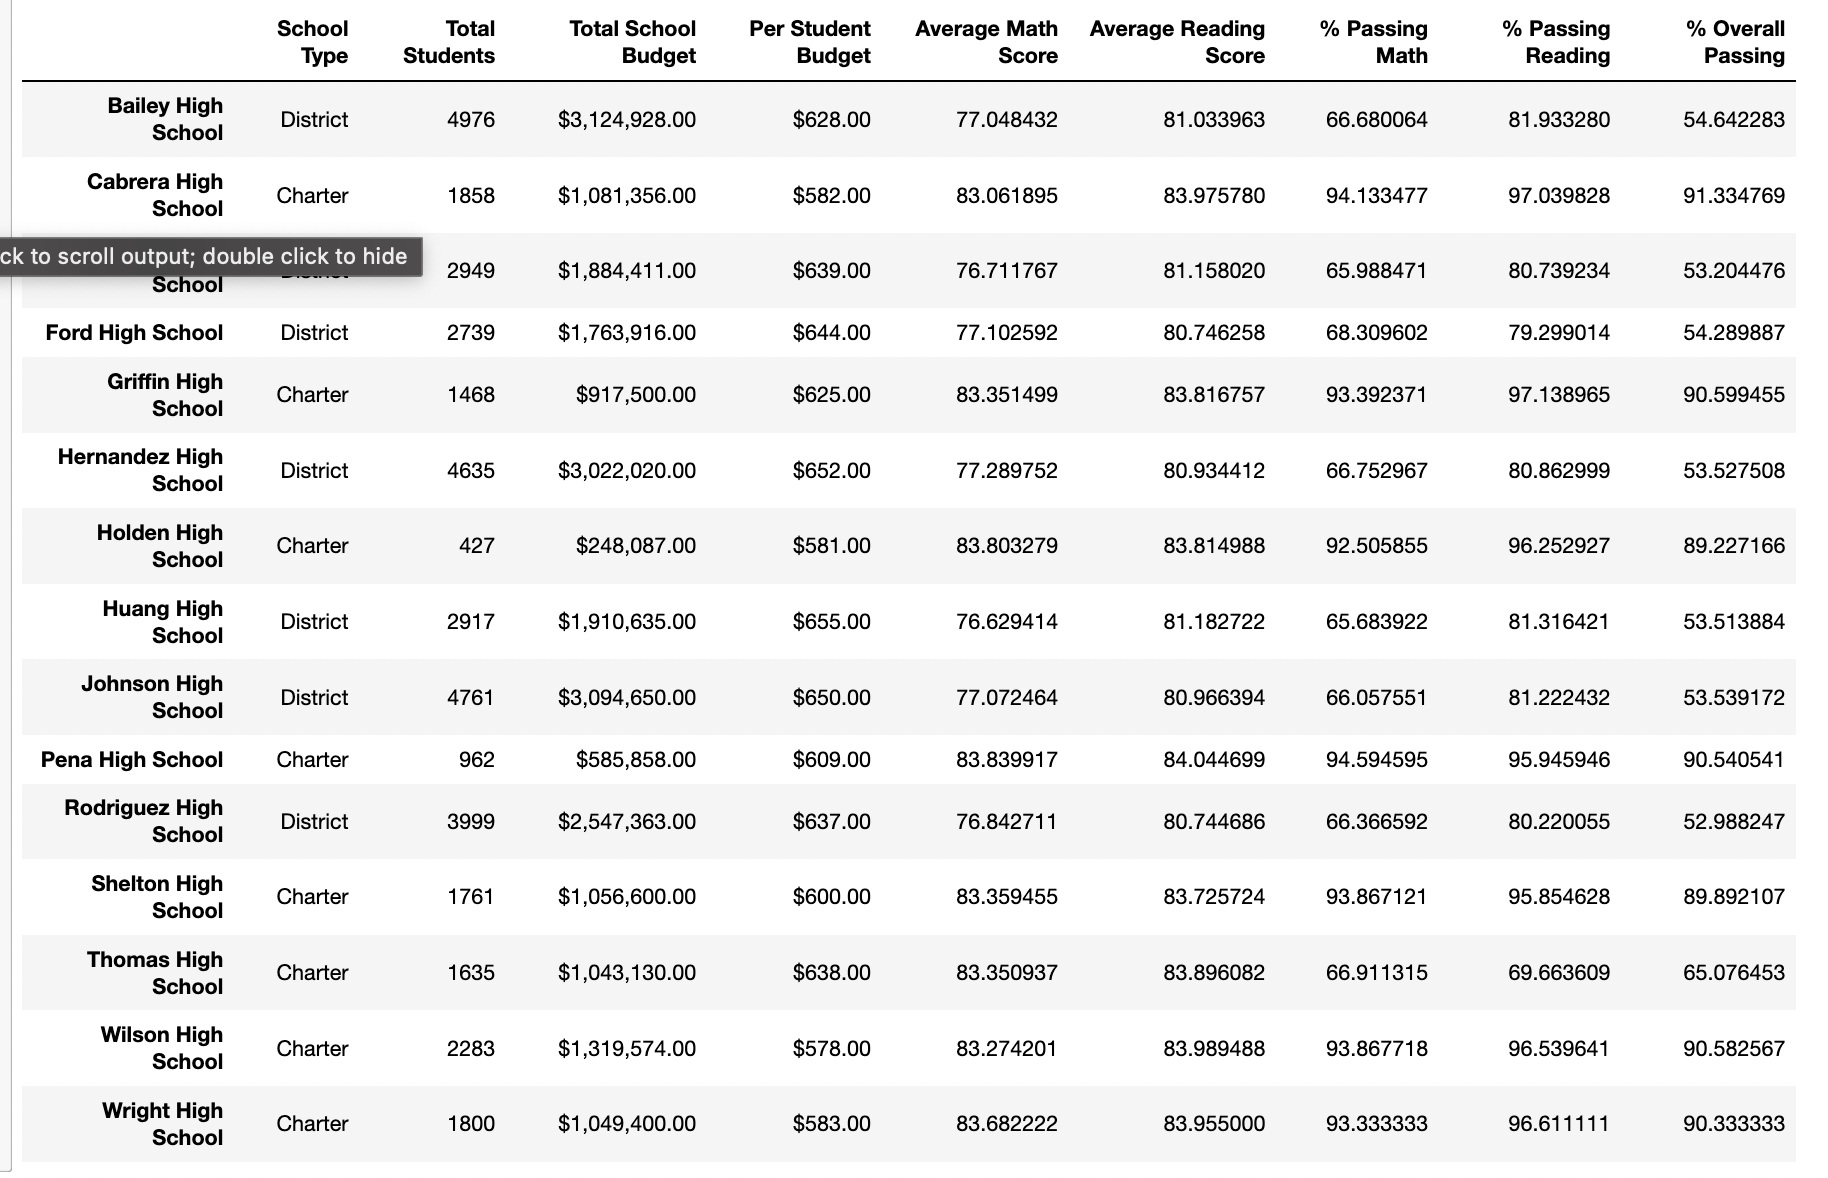 School Type Total Students Total School Budget Per Student Budget Average Math Score Average Reading Score % Passing Math % Passing Reading % Overall Passing
Bailey High School District 4976 $3,124,928.00 $628.00 77.048432 81.033963 66.680064 81.933280 54.642283
Cabrera High School Charter 1858 $1,081,356.00 $582.00 83.061895 83.975780 94.133477 97.039828 91.334769
ck to scroll output; double click to hide
School 2949 $1,884,411.00 $639.00 76.711767 81.158020 65.988471 80.739234 53.204476
Ford High School District 2739 $1,763,916.00 $644.00 77.102592 80.746258 68.309602 79.299014 54.289887
Griffin High School Charter 1468 $917,500.00 $625.00 83.351499 83.816757 93.392371 97.138965 90.599455
Hernandez High School District 4635 $3,022,020.00 $652.00 77.289752 80.934412 66.752967 80.862999 53.527508
Holden High School Charter 427 $248,087.00 $581.00 83.803279 83.814988 92.505855 96.252927 89.227166
Huang High School District 2917 $1,910,635.00 $655.00 76.629414 81.182722 65.683922 81.316421 53.513884
Johnson High School District 4761 $3,094,650.00 $650.00 77.072464 80.966394 66.057551 81.222432 53.539172
Pena High School Charter 962 $585,858.00 $609.00 83.839917 84.044699 94.594595 95.945946 90.540541
Rodriguez High School District 3999 $2,547,363.00 $637.00 76.842711 80.744686 66.366592 80.220055 52.988247
Shelton High School Charter 1761 $1,056,600.00 $600.00 83.359455 83.725724 93.867121 95.854628 89.892107
Thomas High School Charter 1635 $1,043,130.00 $638.00 83.350937 83.896082 66.911315 69.663609 65.076453
Wilson High School Charter 2283 $1,319,574.00 $578.00 83.274201 83.989488 93.867718 96.539641 90.582567
Wright High School Charter 1800 $1,049,400.00 $583.00 83.682222 83.955000 93.333333 96.611111 90.333333